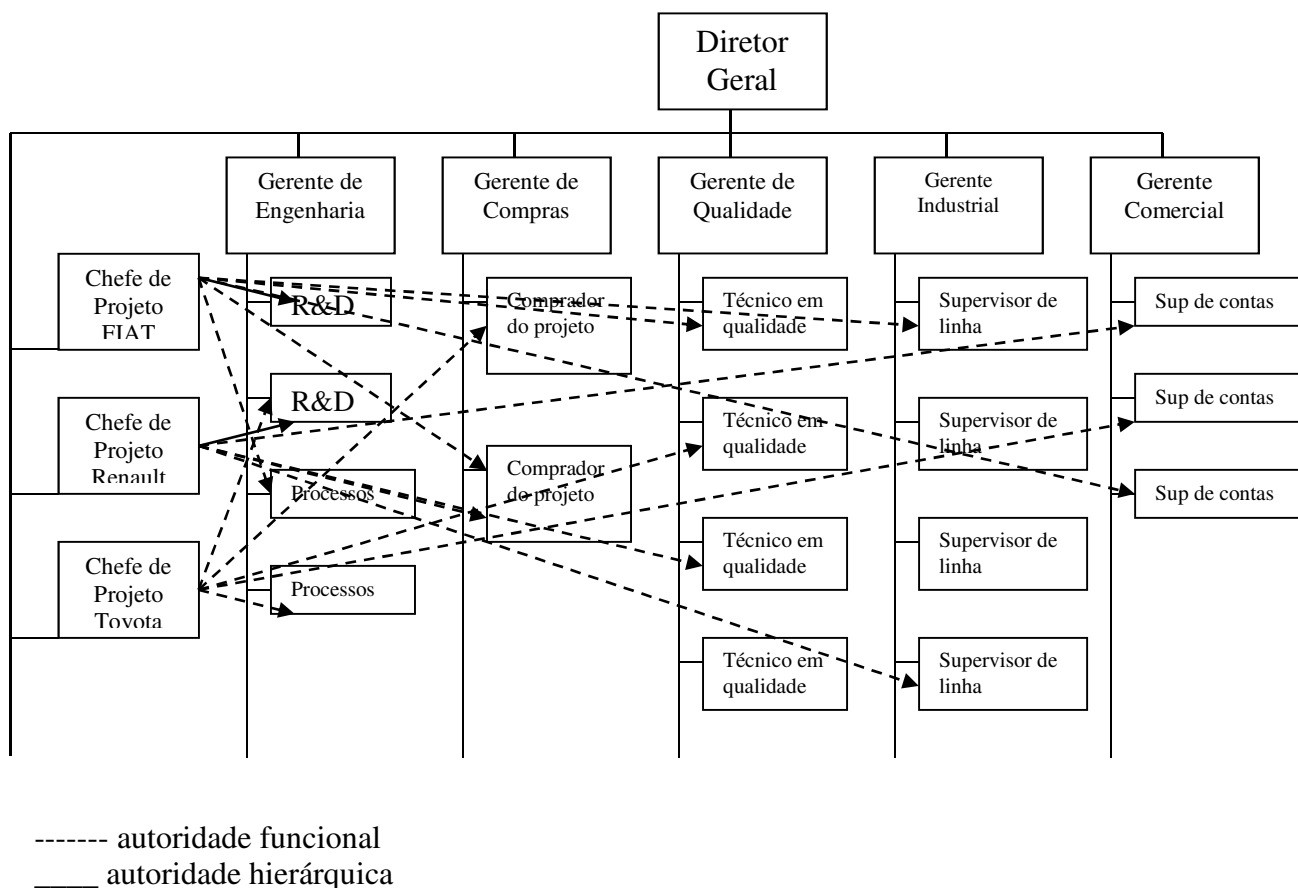 Diretor
Geral
Gerente de
Engenharia
Gerente de
Compras
Gerente de
Qualidade
Gerente
Industrial
Gerente
Comercial
Chefe de
Projeto
FIAT
Chefe de
Projeto
Renault
Chefe de
Projeto
Toyota
R&D
R&D
Processos
Processos
Comprador
do projeto
Comprador
do projeto
Técnico em
qualidade
Técnico em
qualidade
Técnico em
qualidade
Técnico em
qualidade
Supervisor de
linha
Supervisor de
linha
Supervisor de
linha
Supervisor de
linha
Sup de contas
Sup de contas
Sup de contas
------- autoridade funcional
____ autoridade hierárquica